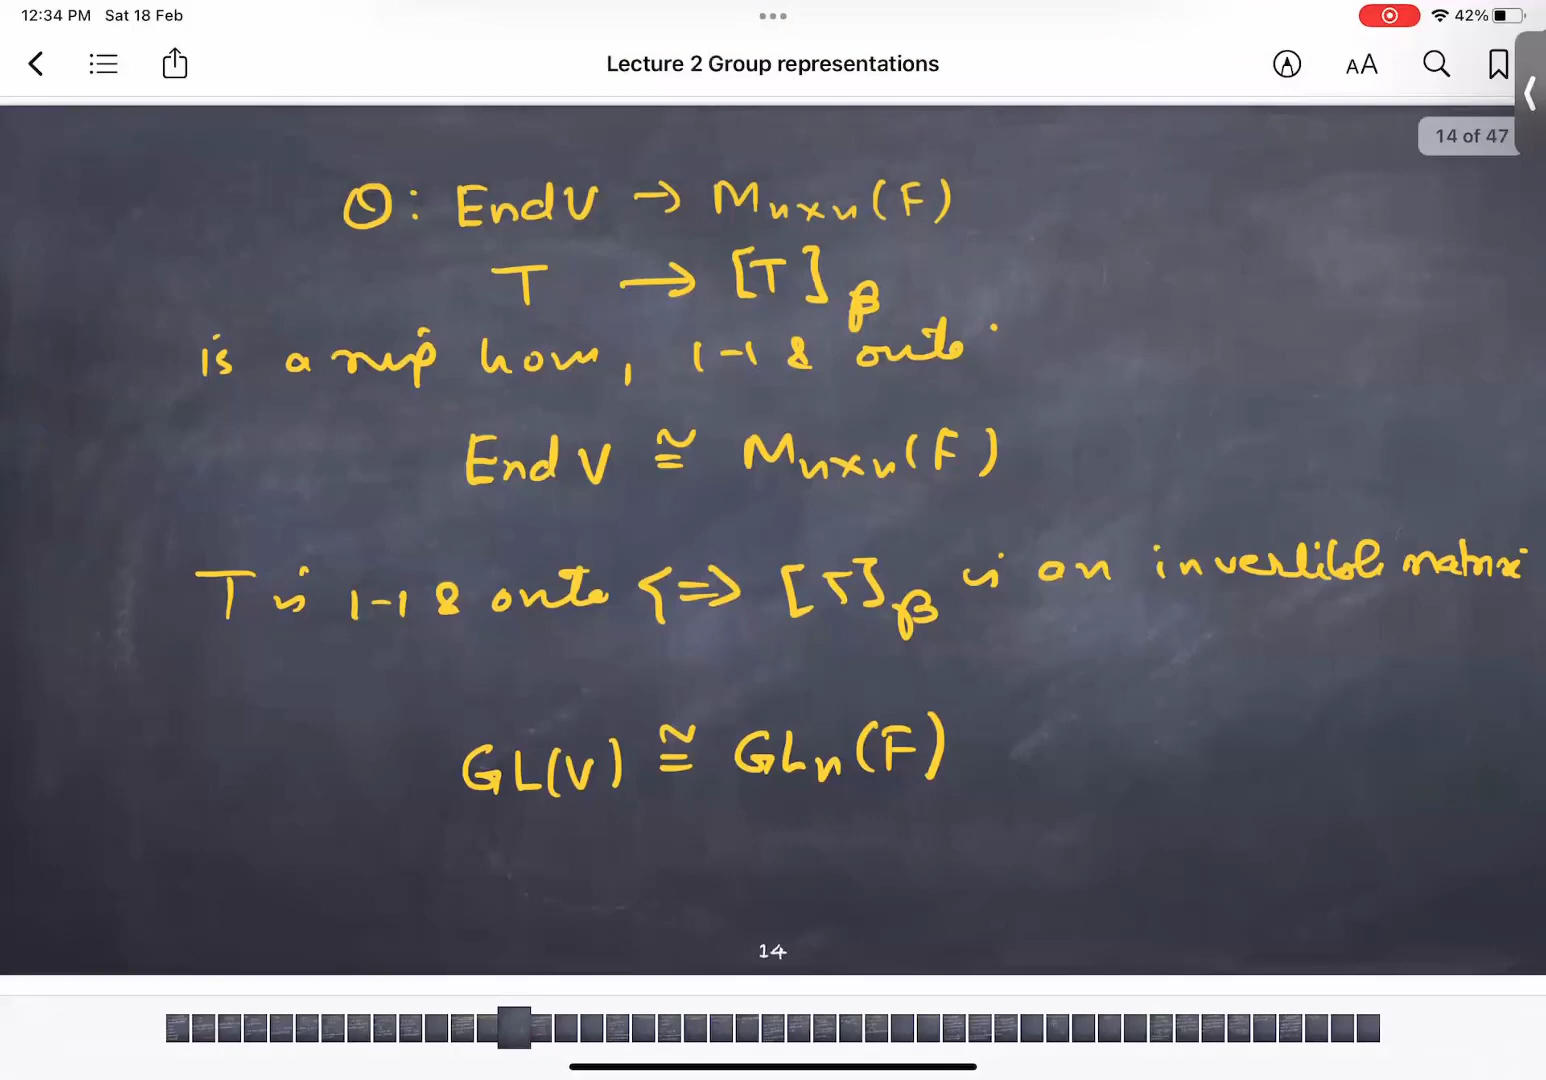 12:34 PM Sat 18 Feb
42%
Lecture 2 Group representations
AA
14 of 47
Θ: End V → Mn×n(F)
T → [T]β
is a ring hom, 1-1 & onto.
End V ≅ Mn×n(F)
T is 1-1 & onto <=> [T]β is an invertible matrix
GL(V) ≅ GLn(F)
14